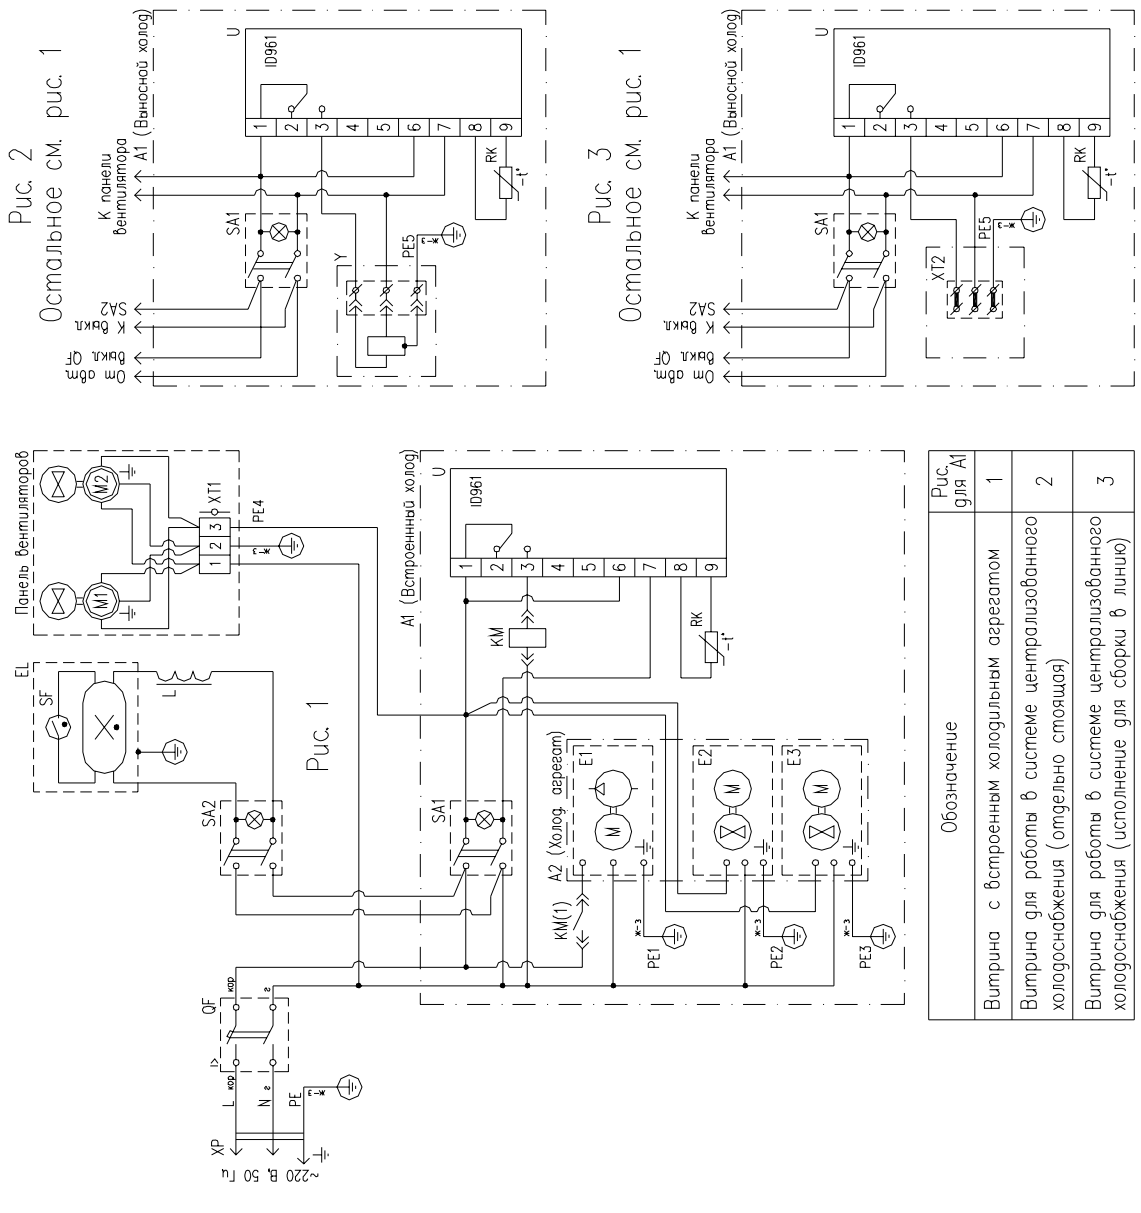 Рис. 2
Остальное см. рис. 1
А1 (Выносной холод)
U
ID961
1 2 3 4 5 6 7 8 9
К панели
вентилятора
RK
-t°
SA1
Y
PE5
ж-з
SA2
К выкл.
выкл. QF
От авт.
Рис. 3
Остальное см. рис. 1
А1 (Выносной холод)
U
ID961
1 2 3 4 5 6 7 8 9
К панели
вентилятора
RK
-t°
SA1
XT2
PE5
ж-з
SA2
К выкл.
выкл. QF
От авт.
Панель вентиляторов
M2
M1
XT1
1 2 3
PE4
ж-з
EL
SF
L
Рис. 1
SA2
А1 (Встроенный холод)
U
ID961
1 2 3 4 5 6 7 8 9
KM
RK
-t°
SA1
А2 (Холод. агрегат)
E1
M
E2
M
E3
M
KM(1)
ж-з
PE1
ж-з
PE2
ж-з
PE3
QF
кор
г
I>
кор
L
г
N
PE
ж-з
XP
~220 В, 50 Гц
Обозначение
Рис.
для А1
Витрина с встроенным холодильным агрегатом
1
Витрина для работы в системе централизованного
холодоснабжения (отдельно стоящая)
2
Витрина для работы в системе централизованного
холодоснабжения (исполнение для сборки в линию)
3